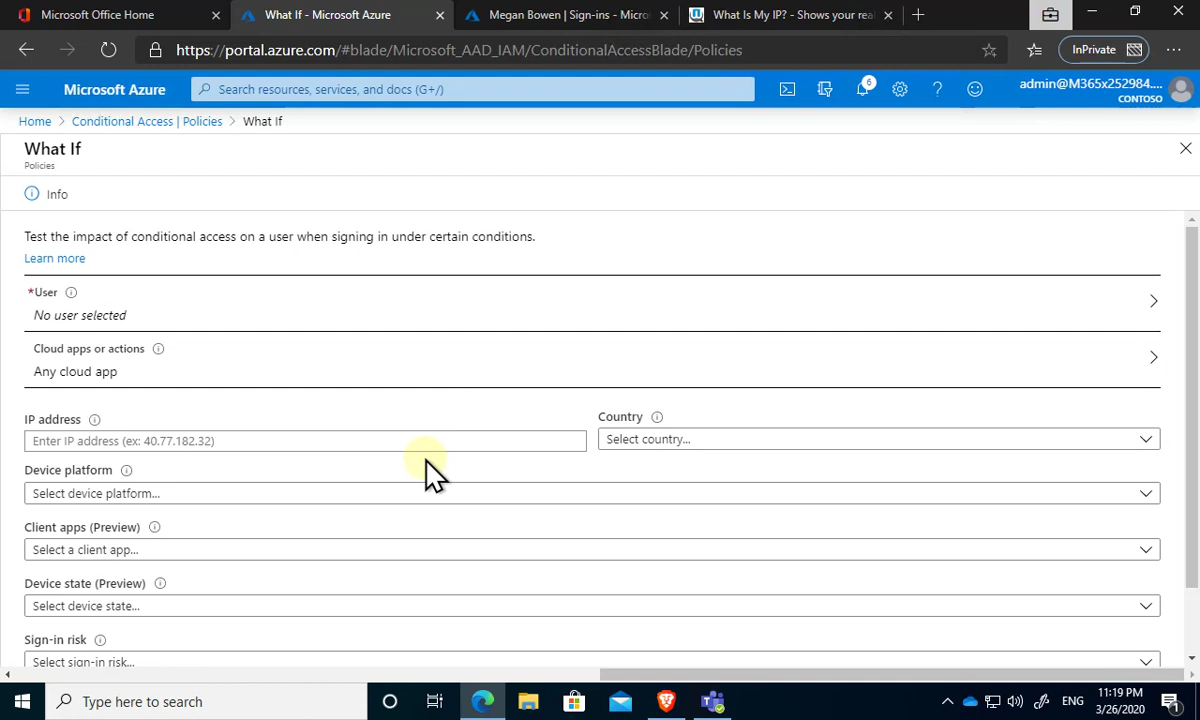 Microsoft Office Home
What If - Microsoft Azure
Megan Bowen | Sign-ins - Micro
What Is My IP? - Shows your rea
https://portal.azure.com/#blade/Microsoft_AAD_IAM/ConditionalAccessBlade/Policies
InPrivate
Microsoft Azure
Search resources, services, and docs (G+/)
6
admin@M365x252984....
CONTOSO
Home > Conditional Access | Policies > What If
What If
Policies
Info
Test the impact of conditional access on a user when signing in under certain conditions.
Learn more
*User
No user selected
Cloud apps or actions
Any cloud app
IP address
Country
Enter IP address (ex: 40.77.182.32)
Select country...
Device platform
Select device platform...
Client apps (Preview)
Select a client app...
Device state (Preview)
Select device state...
Sign-in risk
Select sign-in risk...
Type here to search
ENG
11:19 PM
3/26/2020
1